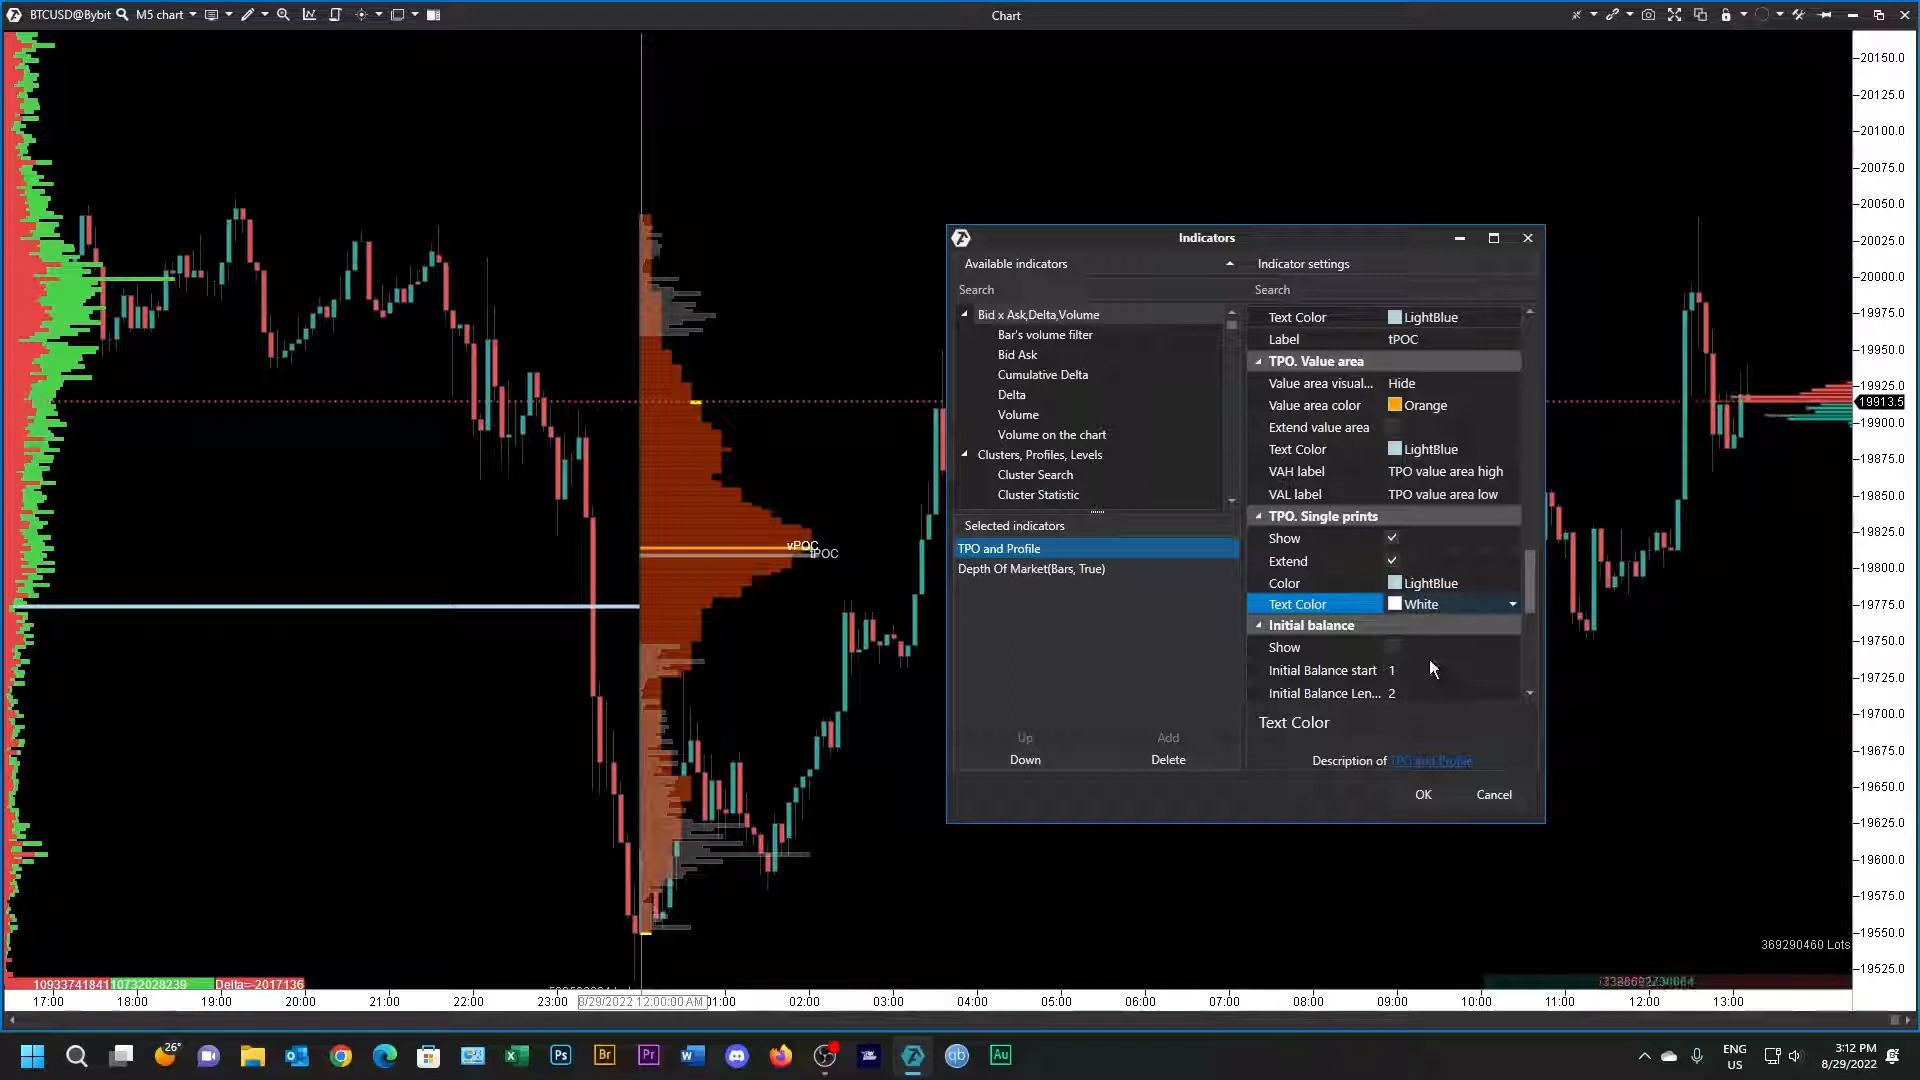 BTCUSD@Bybit M5 chart Chart
20150.0
20125.0
20100.0
20075.0
20050.0
20025.0
20000.0
19975.0
19950.0
19925.0
19913.5
19900.0
19875.0
19850.0
19825.0
19800.0
19775.0
19750.0
19725.0
19700.0
19675.0
19650.0
19625.0
19600.0
19575.0
19550.0
19525.0
vPOC
tPOC
Indicators
Available indicators
Search
Bid x Ask,Delta,Volume
Bar's volume filter
Bid Ask
Cumulative Delta
Delta
Volume
Volume on the chart
Clusters, Profiles, Levels
Cluster Search
Cluster Statistic
Selected indicators
TPO and Profile
Depth Of Market(Bars, True)
Up Add
Down Delete
Indicator settings
Search
Text Color LightBlue
Label tPOC
TPO. Value area
Value area visual... Hide
Value area color Orange
Extend value area
Text Color LightBlue
VAH label TPO value area high
VAL label TPO value area low
TPO. Single prints
Show
Extend
Color LightBlue
Text Color White
Initial balance
Show
Initial Balance start 1
Initial Balance Len... 2
Text Color
Description of TPO and Profile
OK Cancel
369290460 Lots
10933741841 10732028239 Delta=-2017136
17:00 18:00 19:00 20:00 21:00 22:00 23:00 8/29/2022 12:00:00 AM 01:00 02:00 03:00 04:00 05:00 06:00 07:00 08:00 09:00 10:00 11:00 12:00 13:00
26°
Ps Br Pr qb Au
ENG
US
3:12 PM
8/29/2022